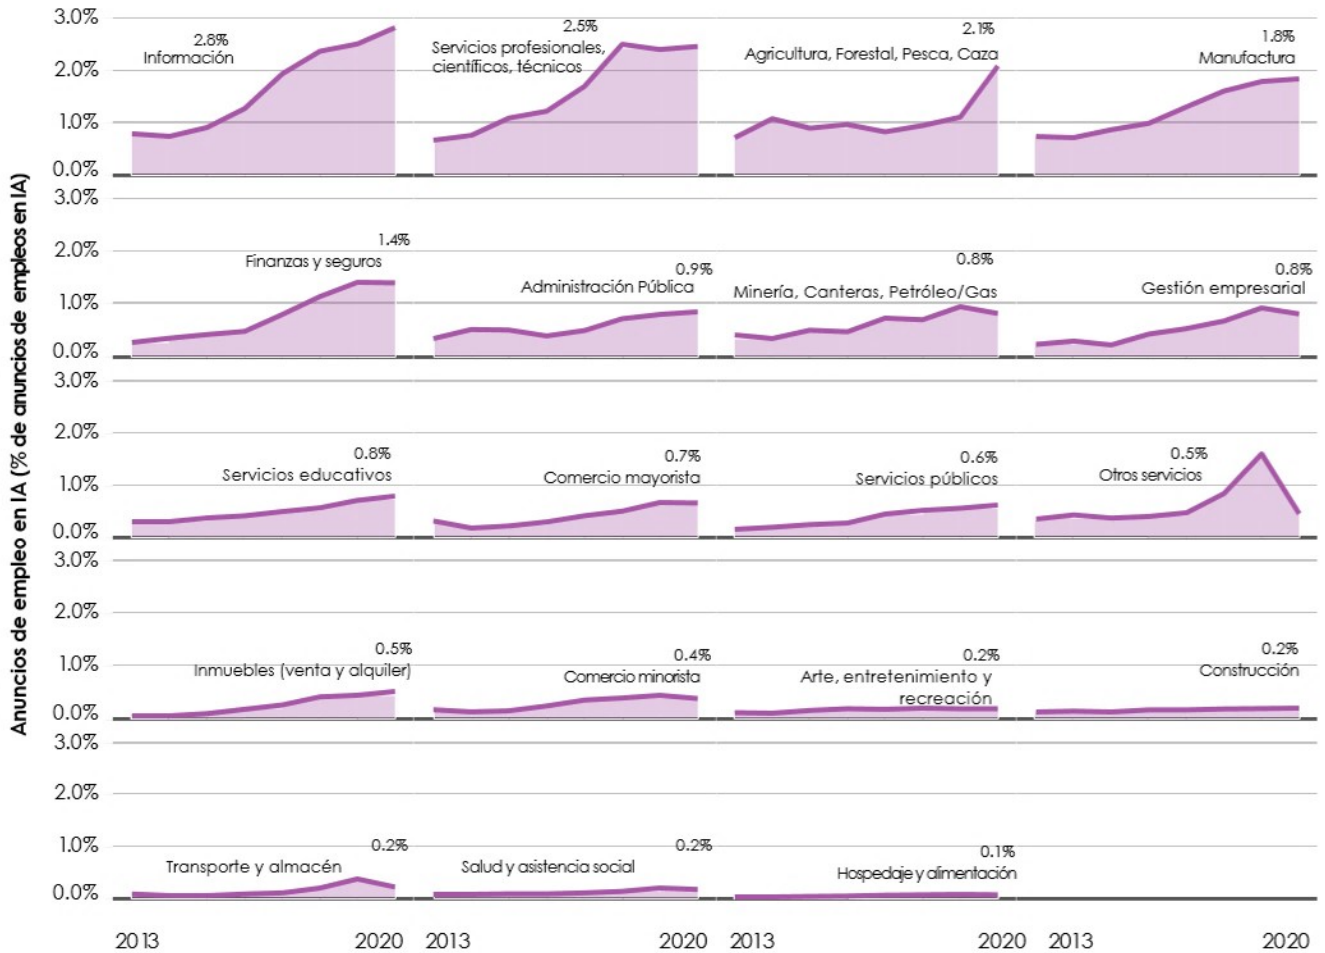 Anuncios de empleo en IA (% de anuncios de empleos en IA)
3.0%
2.0%
1.0%
0.0%
2.8%
Información
2.5%
Servicios profesionales,
científicos, técnicos
2.1%
Agricultura, Forestal, Pesca, Caza
1.8%
Manufactura
3.0%
2.0%
1.0%
0.0%
1.4%
Finanzas y seguros
0.9%
Administración Pública
0.8%
Minería, Canteras, Petróleo/Gas
0.8%
Gestión empresarial
3.0%
2.0%
1.0%
0.0%
0.8%
Servicios educativos
0.7%
Comercio mayorista
0.6%
Servicios públicos
0.5%
Otros servicios
3.0%
2.0%
1.0%
0.0%
0.5%
Inmuebles (venta y alquiler)
0.4%
Comercio minorista
0.2%
Arte, entretenimiento y
recreación
0.2%
Construcción
3.0%
2.0%
1.0%
0.0%
0.2%
Transporte y almacén
0.2%
Salud y asistencia social
0.1%
Hospedaje y alimentación
2013 2020 2013 2020 2013 2020 2013 2020